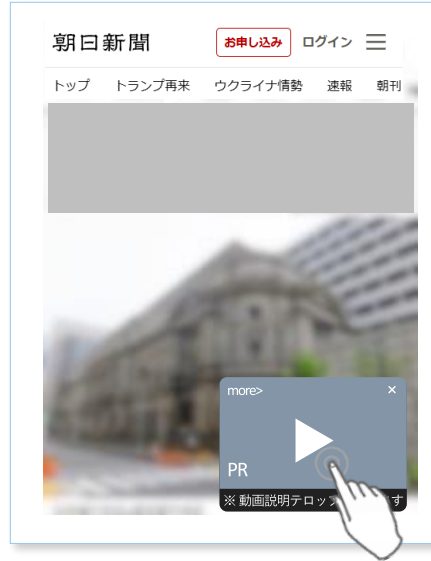 朝日新聞
お申し込み
ログイン
トップ トランプ再来 ウクライナ情勢 速報 朝刊
more> ×
PR
※ 動画説明テロッ
す